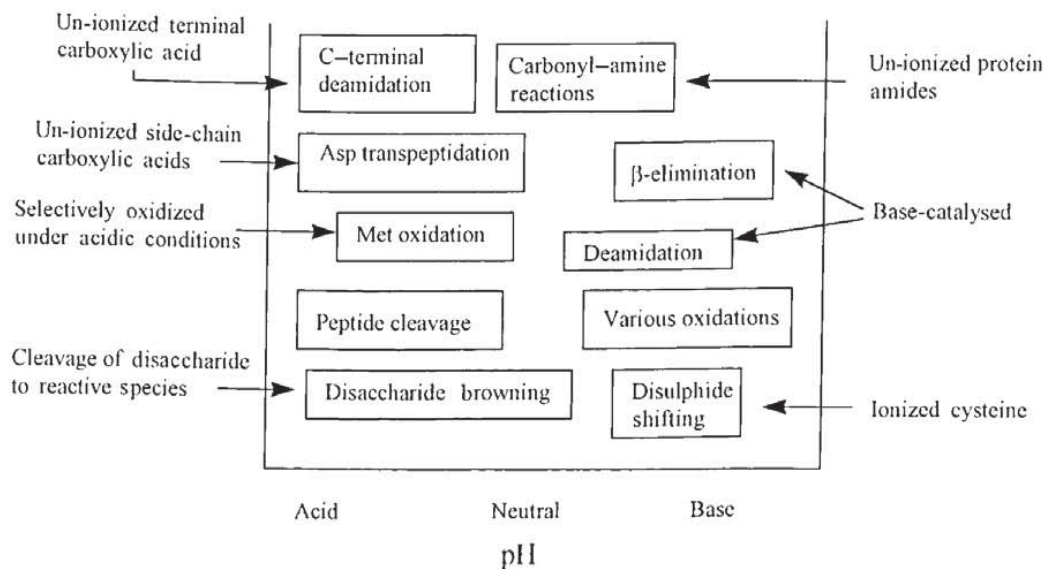 Un-ionized terminal
carboxylic acid
C–terminal
deamidation
Carbonyl–amine
reactions
Un-ionized protein
amides
Un-ionized side-chain
carboxylic acids
Asp transpeptidation
β-elimination
Selectively oxidized
under acidic conditions
Met oxidation
Base-catalysed
Deamidation
Peptide cleavage
Various oxidations
Cleavage of disaccharide
to reactive species
Disaccharide browning
Disulphide
shifting
Ionized cysteine
Acid
Neutral
Base
pH